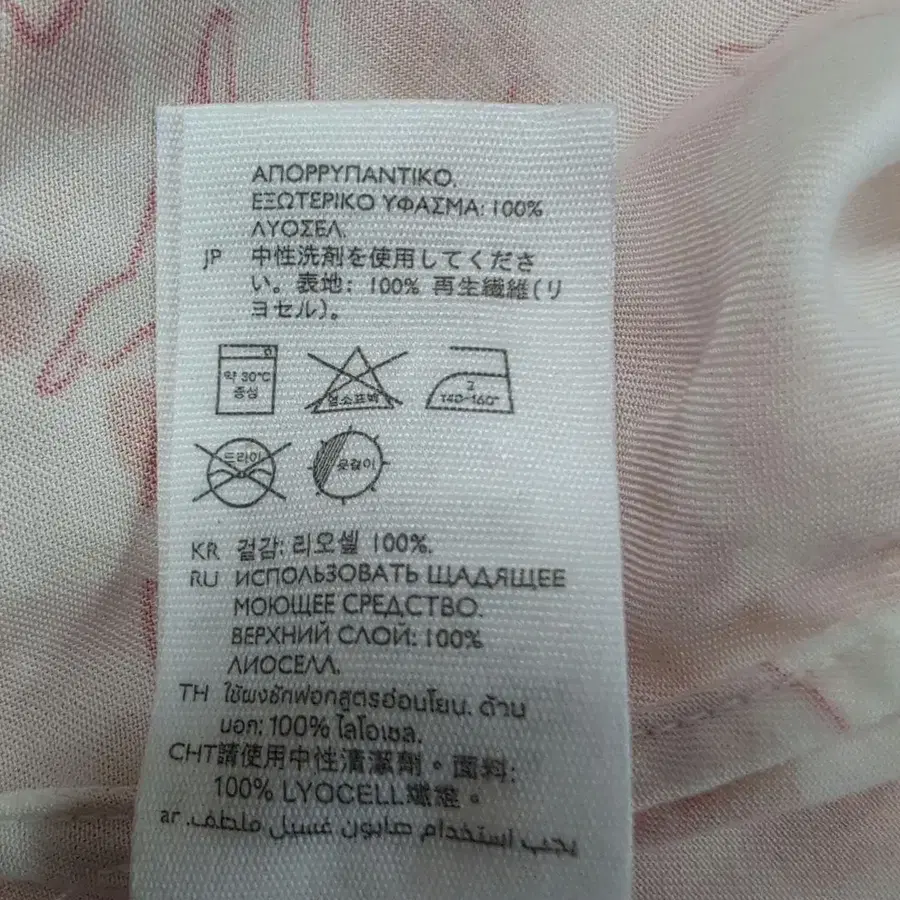 ΑΠΟΡΡΥΠΑΝΤΙΚΟ.
ΕΞΩΤΕΡΙΚΟ ΥΦΑΣΜΑ: 100%
ΛΥΟΣΕΛ.
JP 中性洗剤を使用してくださ
い。表地: 100% 再生繊維(リ
ヨセル)。
약 30°C
중성
염소표백
2
140~160°
드라이
옷걸이
KR 겉감: 리오셀 100%.
RU ИСПОЛЬЗОВАТЬ ЩАДЯЩЕЕ
МОЮЩЕЕ СРЕДСТВО.
ВЕРХНИЙ СЛОЙ: 100%
ЛИОСЕЛЛ.
TH ใช้ผงซักฟอกสูตรอ่อนโยน. ด้าน
นอก: 100% ไลโอเซล.
CHT請使用中性清潔劑。面料:
100% LYOCELL纖維。
ar يجب استخدام صابون غسيل ملطف.